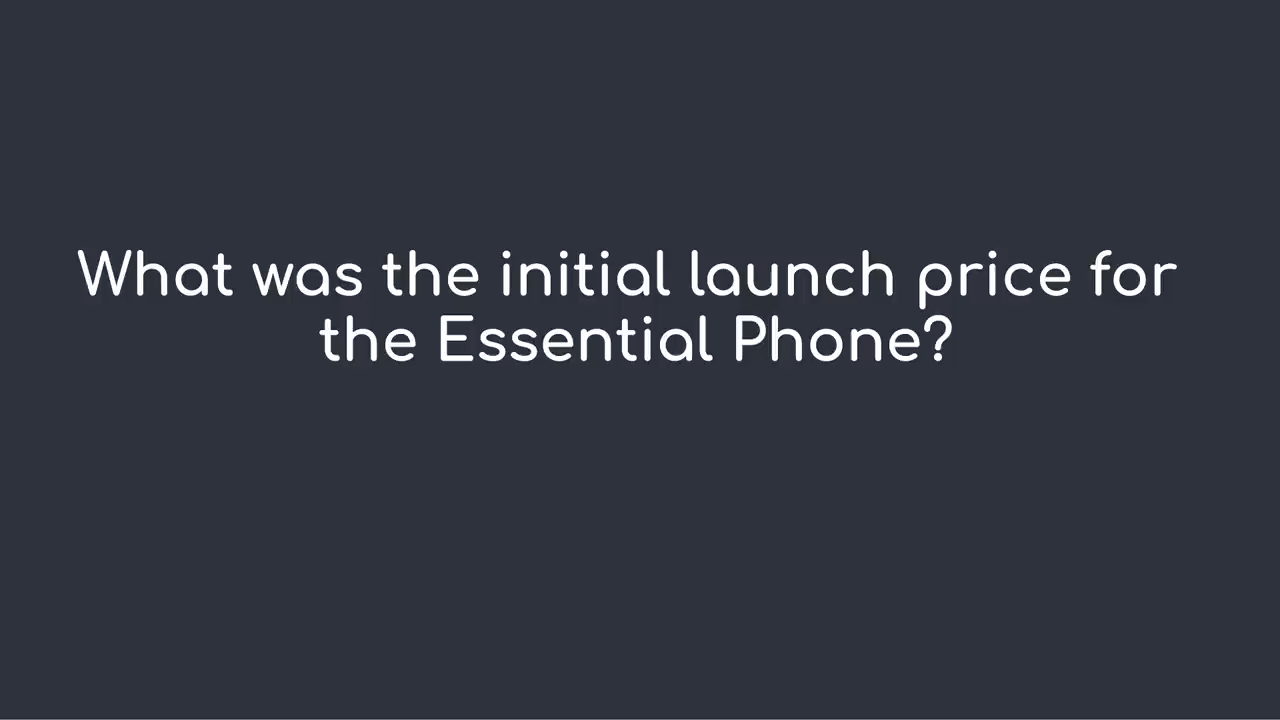 What was the initial launch price for
the Essential Phone?